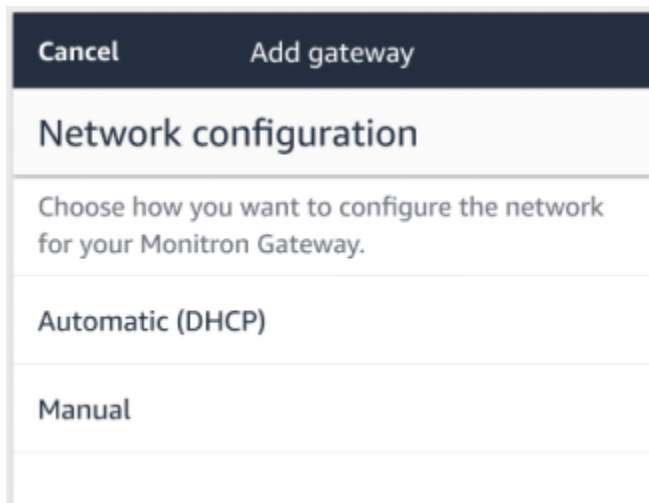 Cancel
Add gateway
Network configuration
Choose how you want to configure the network
for your Monitron Gateway.
Automatic (DHCP)
Manual